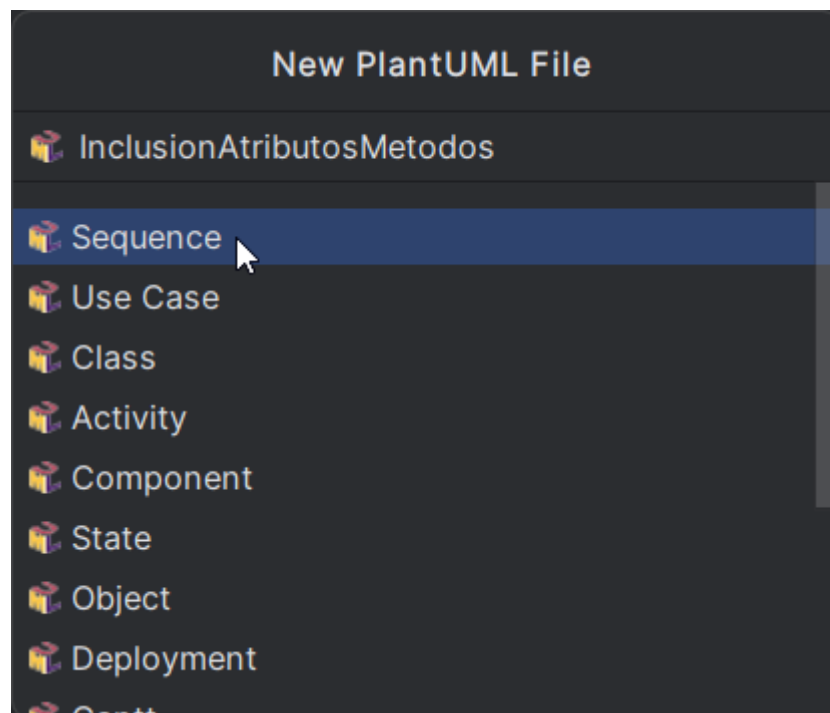 New PlantUML File
InclusionAtributosMetodos
Sequence
Use Case
Class
Activity
Component
State
Object
Deployment